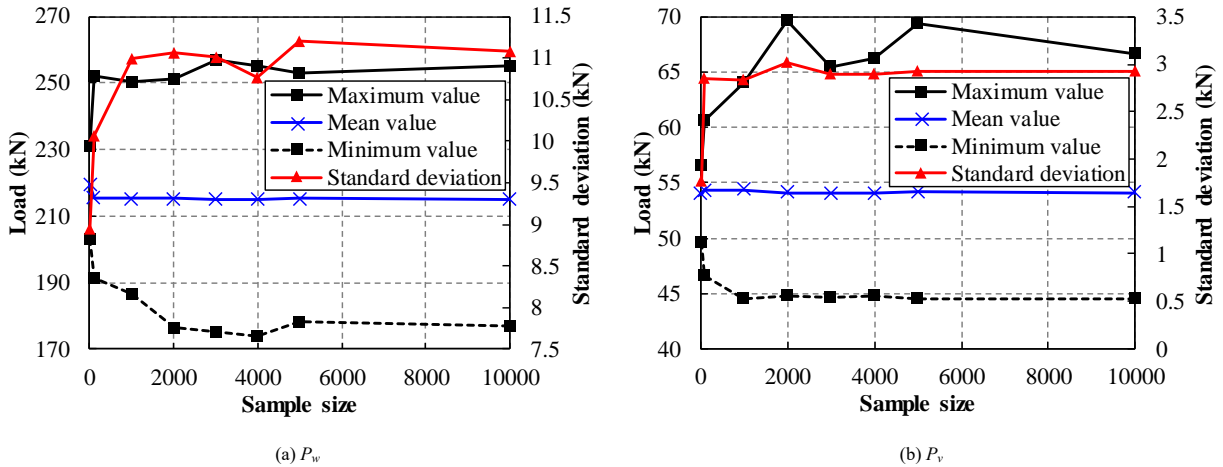 270
250
230
210
190
170
Load (kN)
11.5
11
10.5
10
9.5
9
8.5
8
7.5
Standard deviation (kN)
Maximum value
Mean value
Minimum value
Standard deviation
0 2000 4000 6000 8000 10000
Sample size
(a) Pw
70
65
60
55
50
45
40
Load (kN)
3.5
3
2.5
2
1.5
1
0.5
0
Standard deviation (kN)
Maximum value
Mean value
Minimum value
Standard deviation
0 2000 4000 6000 8000 10000
Sample size
(b) Pv